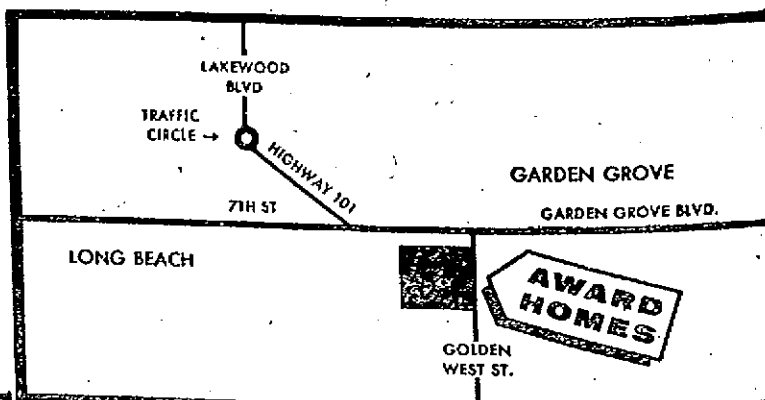 LAKEWOOD
BLVD
TRAFFIC
CIRCLE →
HIGHWAY 101
GARDEN GROVE
7TH ST
GARDEN GROVE BLVD.
LONG BEACH
AWARD
HOMES
GOLDEN
WEST ST.